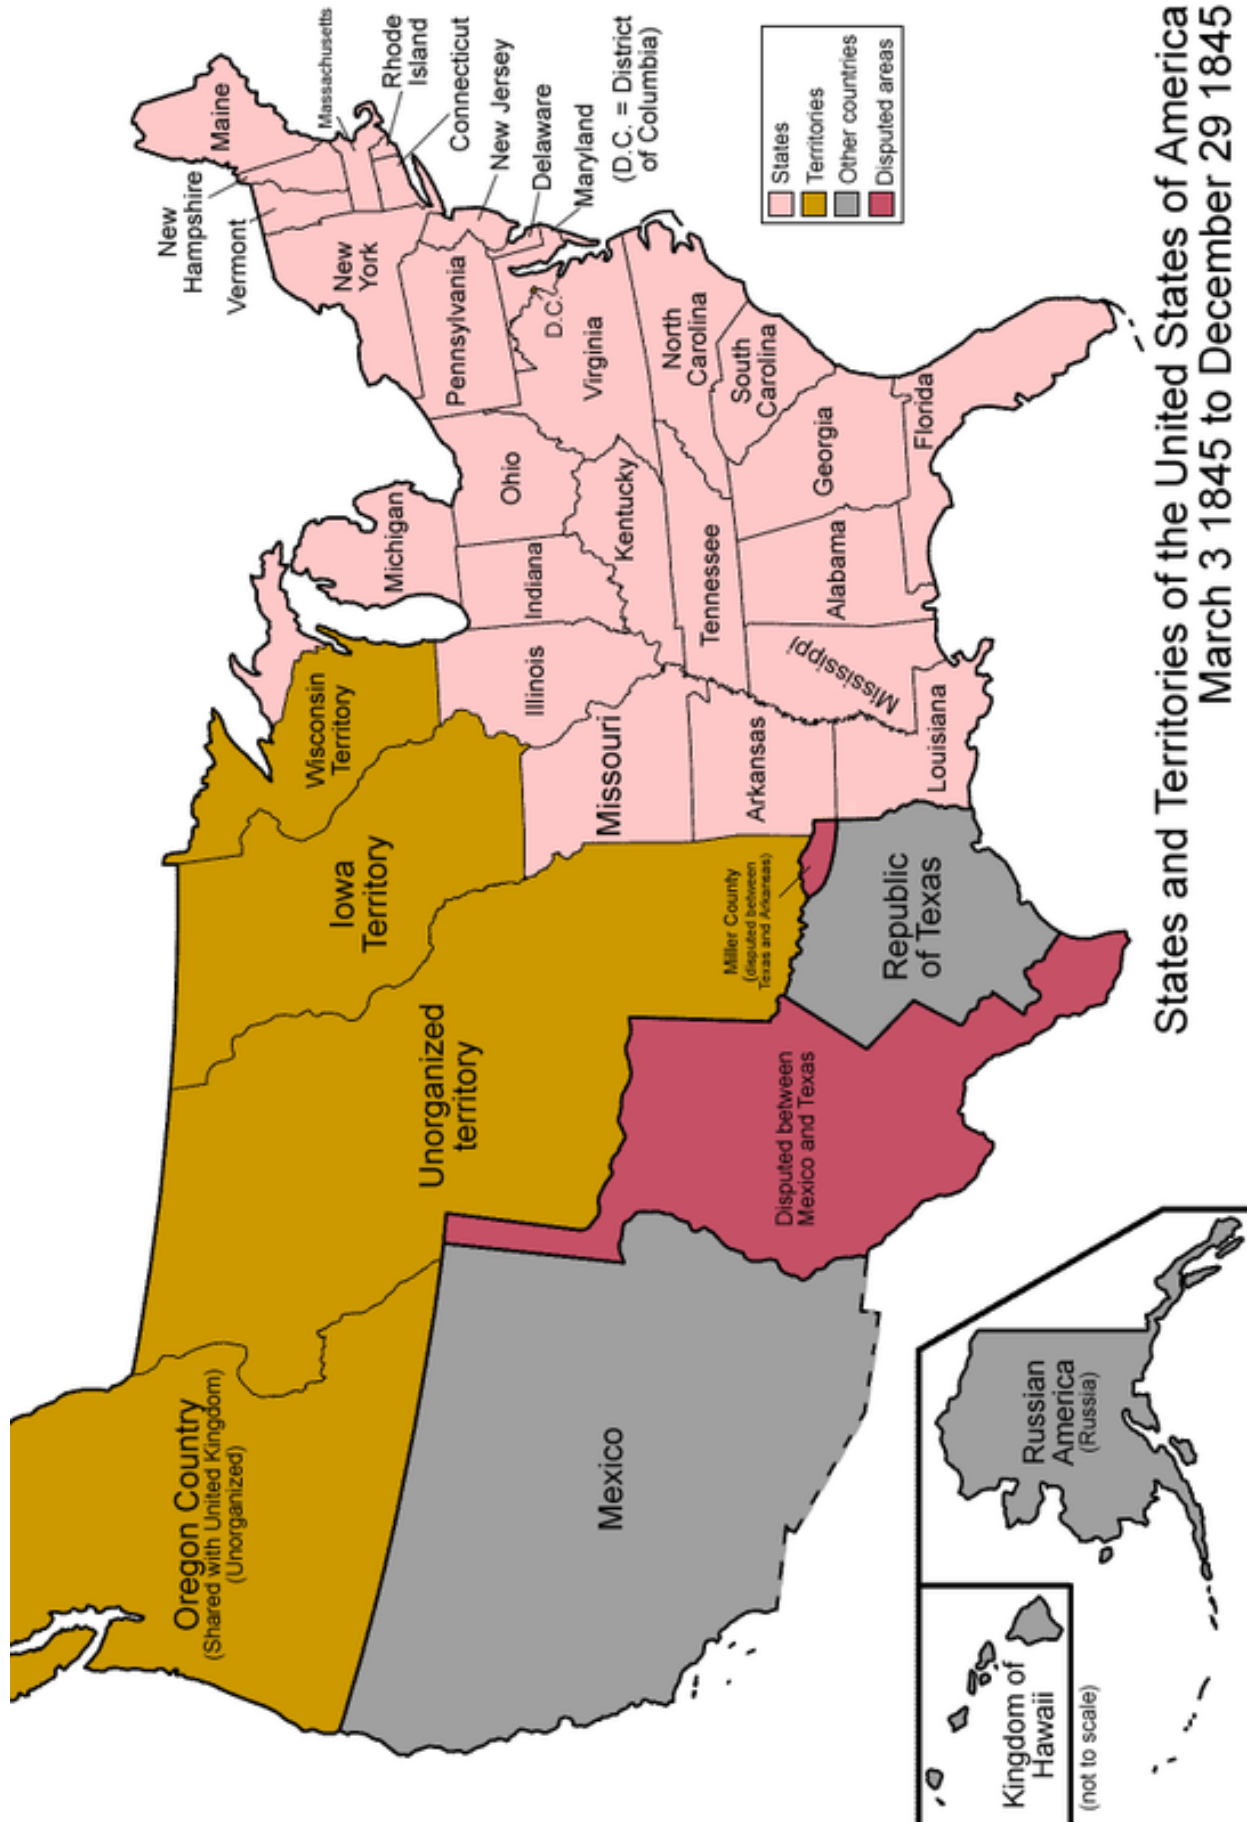 Oregon Country
(Shared with United Kingdom)
(Unorganized)
Unorganized
territory
Iowa
Territory
Wisconsin
Territory
Mexico
Disputed between
Mexico and Texas
Republic
of Texas
Miller County
(disputed between
Texas and Arkansas)
Missouri
Arkansas
Louisiana
Illinois
Indiana
Michigan
Ohio
Kentucky
Tennessee
Mississippi
Alabama
Georgia
Florida
South
Carolina
North
Carolina
Virginia
D.C.
Pennsylvania
New
York
Vermont
New
Hampshire
Maine
Massachusetts
Rhode
Island
Connecticut
New Jersey
Delaware
Maryland
(D.C. = District
of Columbia)
States
Territories
Other countries
Disputed areas
Kingdom of
Hawaii
(not to scale)
Russian
America
(Russia)
States and Territories of the United States of America
March 3 1845 to December 29 1845